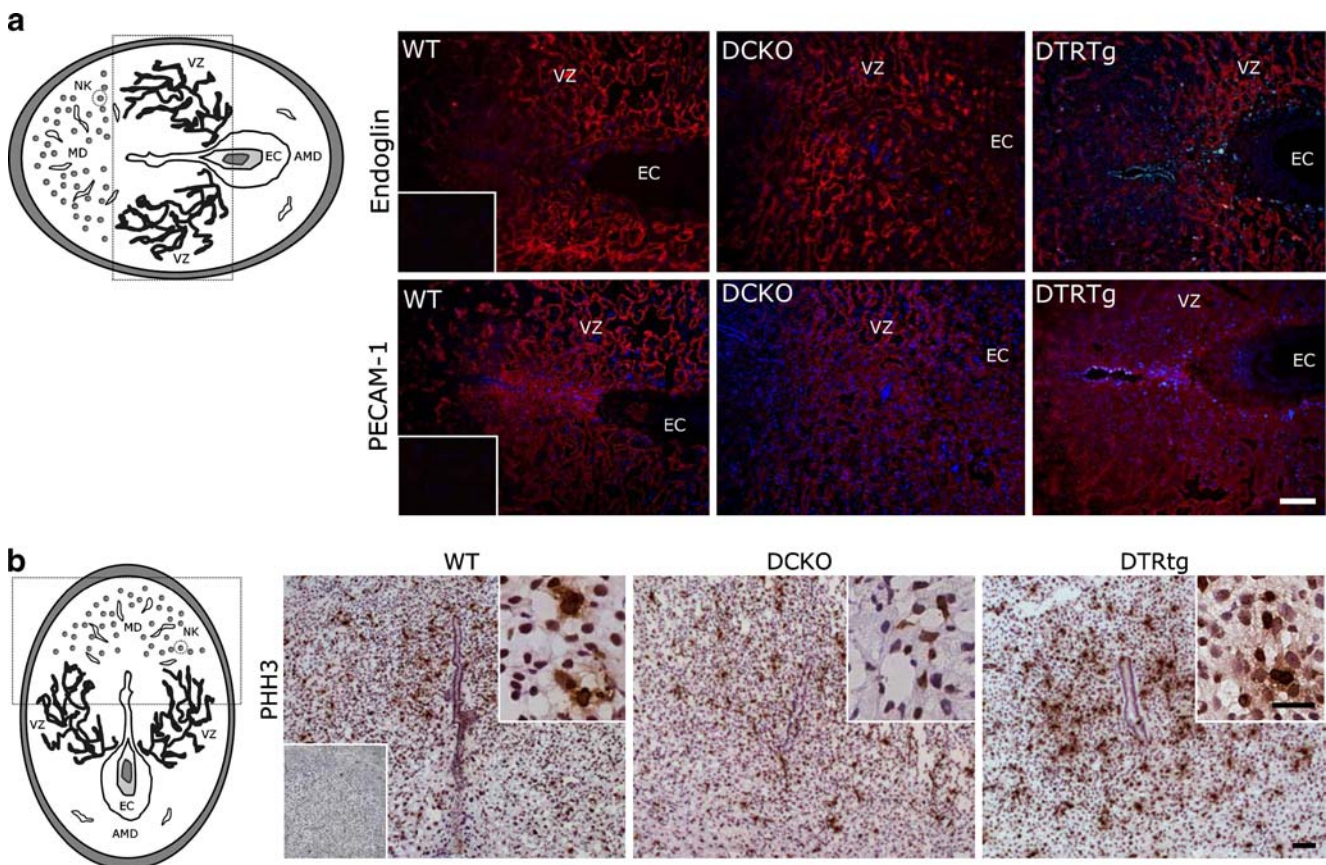 a
VZ
NK
MD
EC
AMD
VZ
Endoglin
WT
VZ
EC
DCKO
VZ
EC
DTRTg
VZ
EC
PECAM-1
WT
VZ
EC
DCKO
VZ
EC
DTRTg
VZ
EC
b
MD
NK
VZ
VZ
EC
AMD
PHH3
WT
DCKO
DTRtg